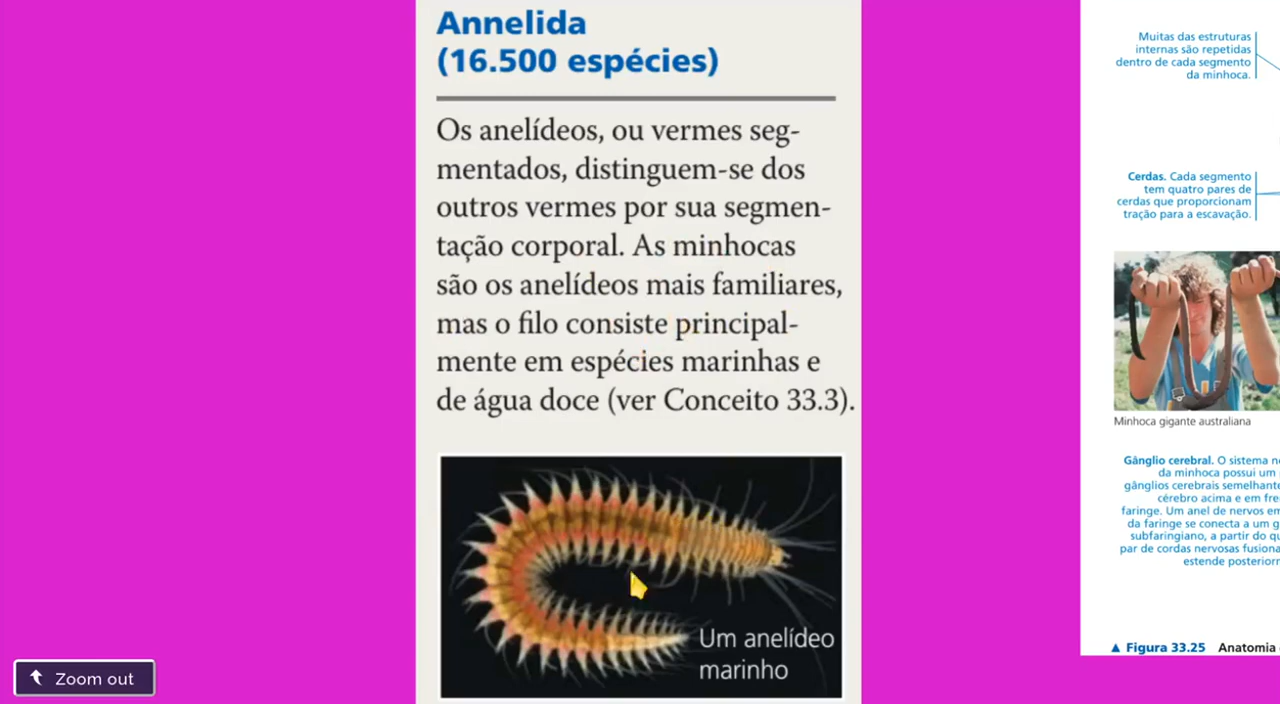 Annelida
(16.500 espécies)
Os anelídeos, ou vermes seg-
mentados, distinguem-se dos
outros vermes por sua segmen-
tação corporal. As minhocas
são os anelídeos mais familiares,
mas o filo consiste principal-
mente em espécies marinhas e
de água doce (ver Conceito 33.3).
Um anelídeo
marinho
Muitas das estruturas
internas são repetidas
dentro de cada segmento
da minhoca.
Cerdas. Cada segmento
tem quatro pares de
cerdas que proporcionam
tração para a escavação.
Minhoca gigante australiana
Gânglio cerebral. O sistema
da minhoca possui um
gânglios cerebrais
cérebro acima e em
faringe. Um anel de nervos
da faringe se conecta a um
subfaringiano, a partir do
par de cordas nervosas
estende
▲ Figura 33.25 Anatomia
Zoom out